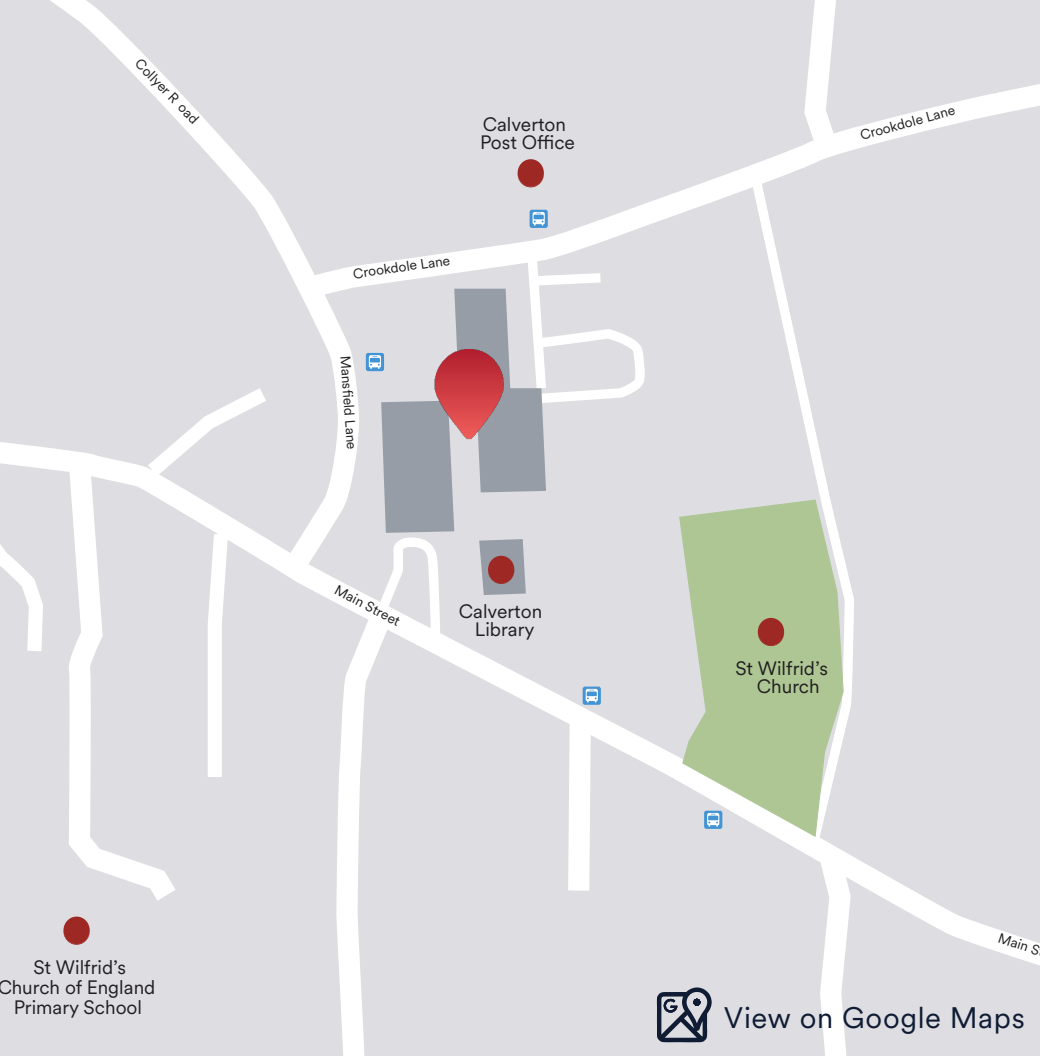 Collyer R oad
Calverton
Post Office
Crookdole Lane
Crookdole Lane
Mansfield Lane
Main Street
Calverton
Library
St Wilfrid's
Church
Main St
St Wilfrid's
Church of England
Primary School
G
View on Google Maps